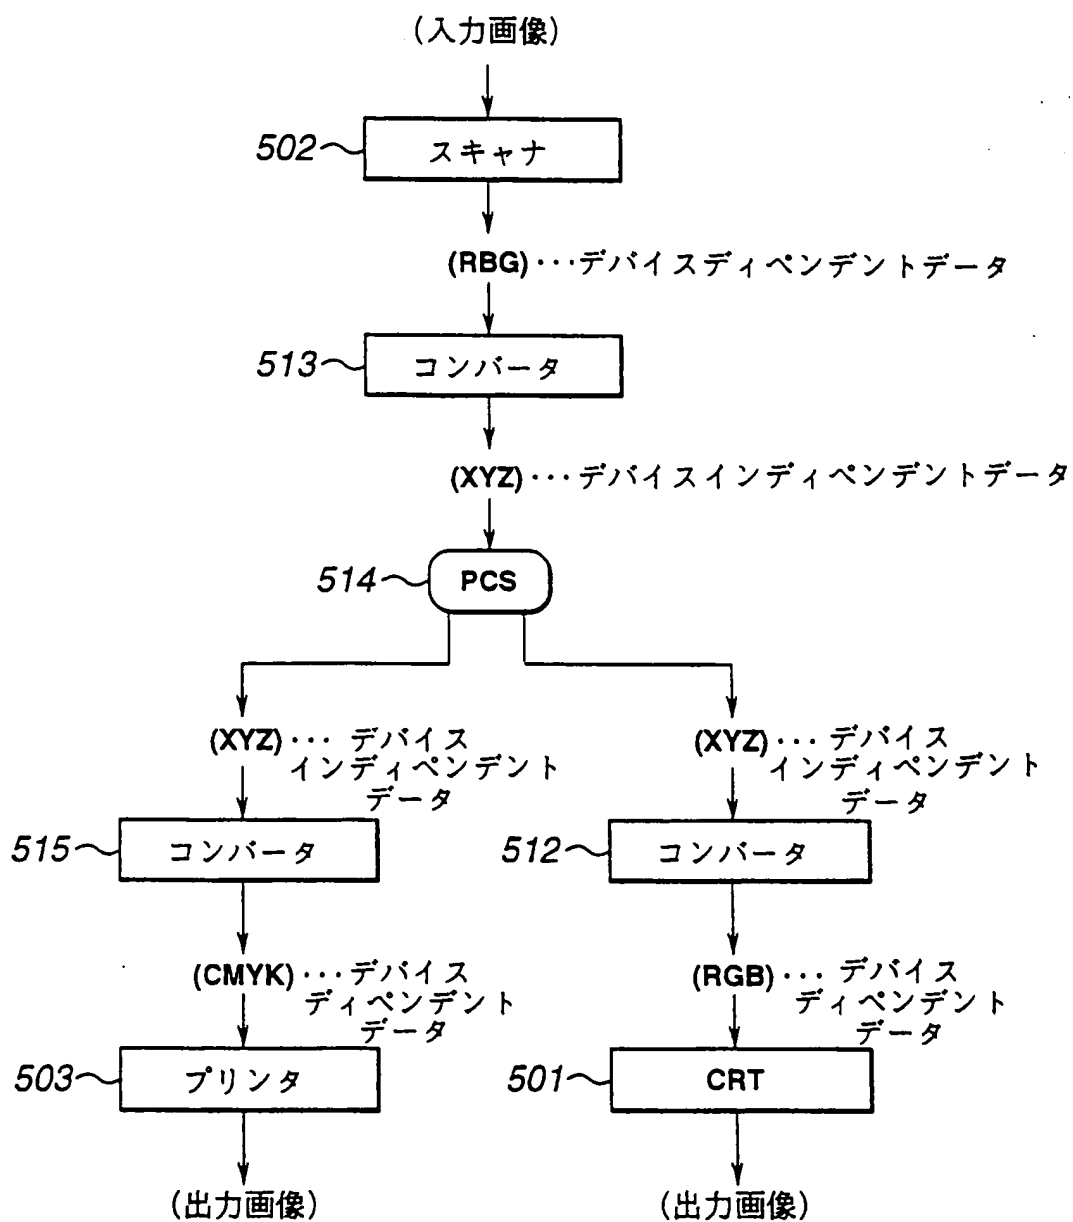 (入力画像)
502
スキャナ
(RBG)・・・デバイスディペンデントデータ
513
コンバータ
(XYZ)・・・デバイスインディペンデントデータ
514
PCS
(XYZ)・・・デバイス
インディペンデント
データ
(XYZ)・・・デバイス
インディペンデント
データ
515
コンバータ
512
コンバータ
(CMYK)・・・デバイス
ディペンデント
データ
(RGB)・・・デバイス
ディペンデント
データ
503
プリンタ
501
CRT
(出力画像)
(出力画像)